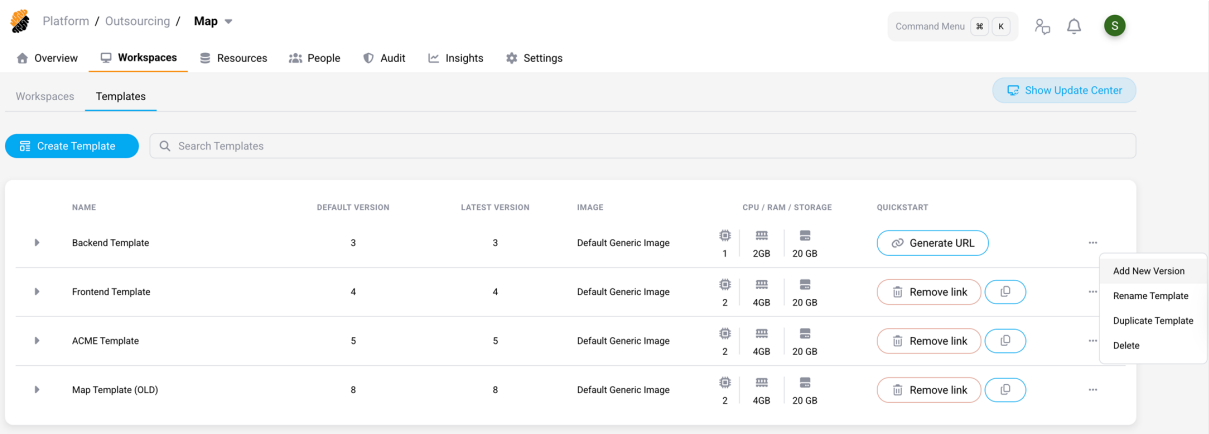 Platform / Outsourcing / Map
Command Menu ⌘ K
S
Overview Workspaces Resources People Audit Insights Settings
Workspaces Templates
Show Update Center
Create Template
Search Templates
NAME DEFAULT VERSION LATEST VERSION IMAGE CPU / RAM / STORAGE QUICKSTART
Backend Template 3 3 Default Generic Image 1 2GB 20 GB Generate URL ...
Frontend Template 4 4 Default Generic Image 2 4GB 20 GB Remove link ...
ACME Template 5 5 Default Generic Image 2 4GB 20 GB Remove link ...
Map Template (OLD) 8 8 Default Generic Image 2 4GB 20 GB Remove link ...
Add New Version
Rename Template
Duplicate Template
Delete